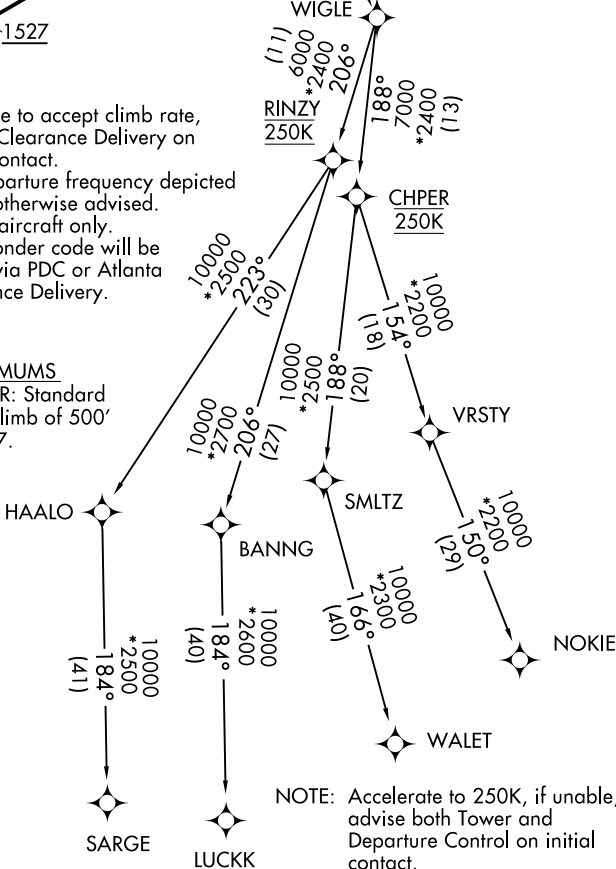 WIGLE
1527
(11)
6000
*2400
206°
188°
7000
*2400
(13)
RINZY
250K
e to accept climb rate,
Clearance Delivery on
ontact.
parture frequency depicted
otherwise advised.
aircraft only.
onder code will be
via PDC or Atlanta
nce Delivery.
CHPER
250K
10000
*2500
223°
(30)
10000
*2700
206°
(27)
10000
*2500
188°
(20)
10000
*2200
154°
(18)
MUMS
R: Standard
limb of 500'
7.
VRSTY
HAALO
BANNG
SMLTZ
10000
*2200
150°
(29)
10000
*2500
184°
(41)
10000
*2600
184°
(40)
10000
*2300
166°
(40)
NOKIE
WALET
SARGE
LUCKK
NOTE: Accelerate to 250K, if unable,
advise both Tower and
Departure Control on initial
contact.